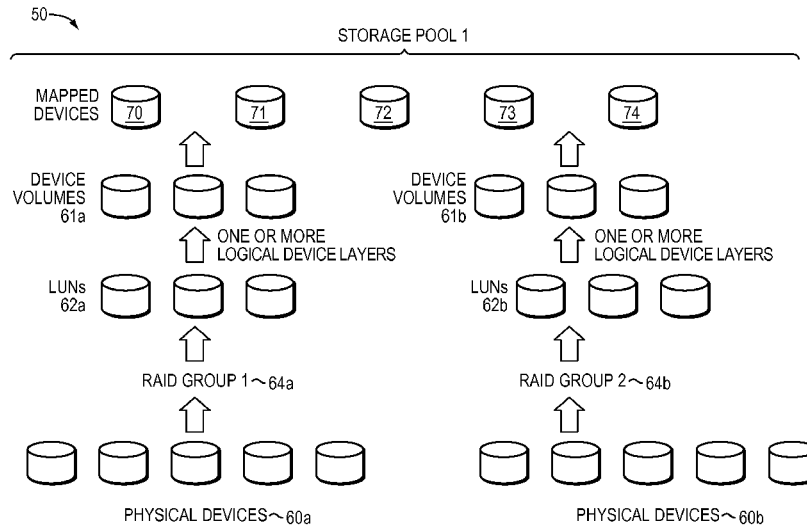 50
STORAGE POOL 1
MAPPED
DEVICES
70 71 72 73 74
DEVICE
VOLUMES
61a
DEVICE
VOLUMES
61b
ONE OR MORE
LOGICAL DEVICE LAYERS
ONE OR MORE
LOGICAL DEVICE LAYERS
LUNs
62a
LUNs
62b
RAID GROUP 1~64a
RAID GROUP 2~64b
PHYSICAL DEVICES~60a
PHYSICAL DEVICES~60b